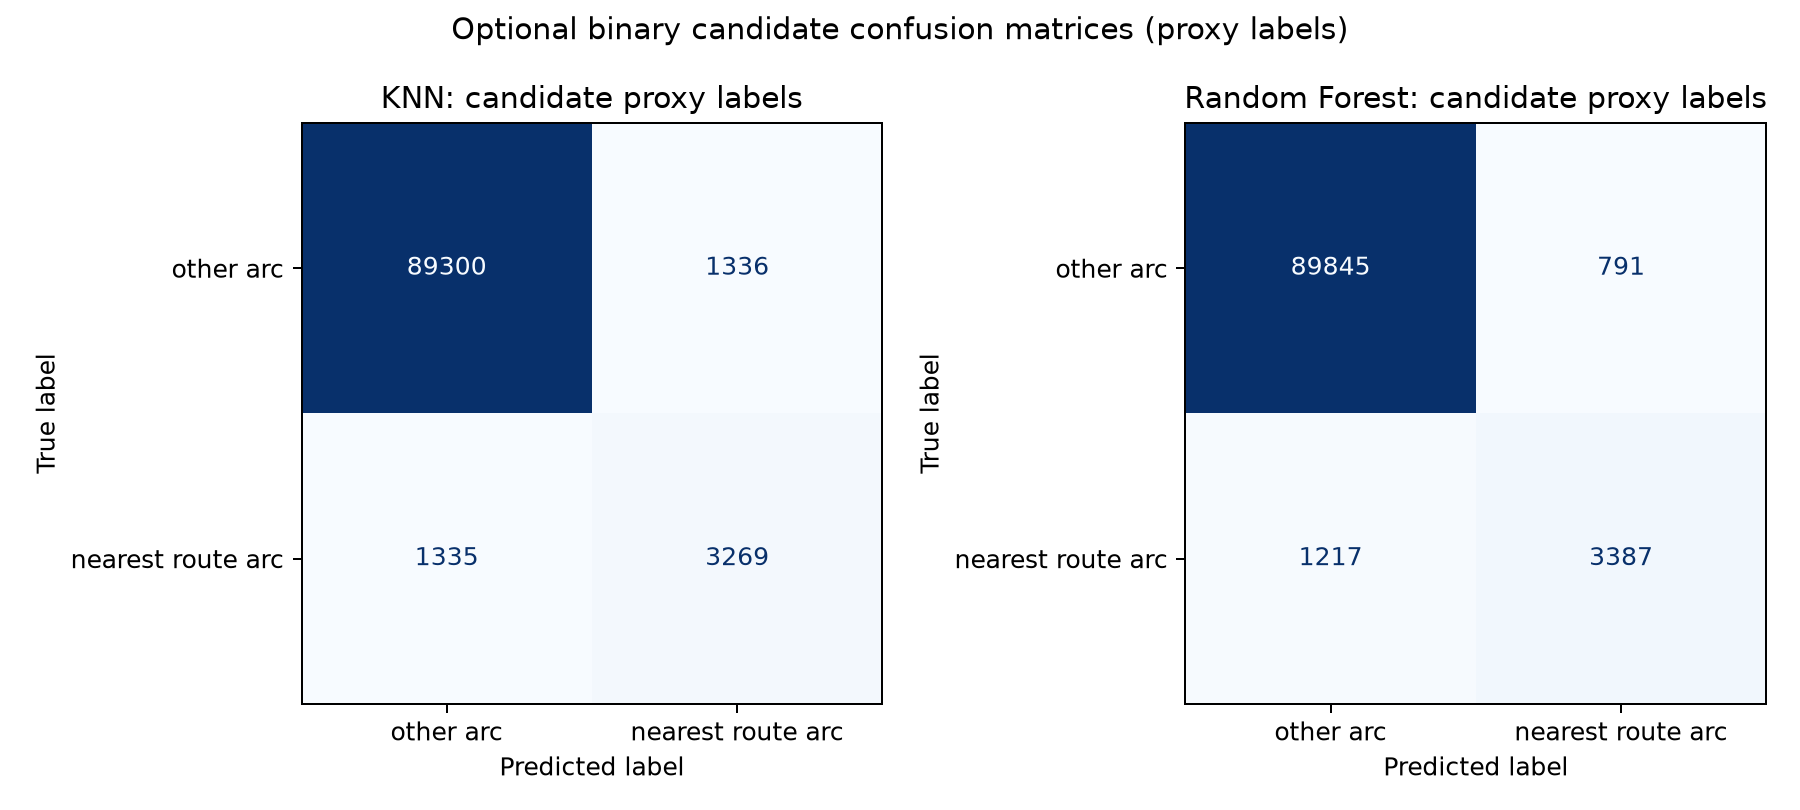 Optional binary candidate confusion matrices (proxy labels)
KNN: candidate proxy labels
True label
other arc
89300
1336
nearest route arc
1335
3269
other arc
nearest route arc
Predicted label
Random Forest: candidate proxy labels
True label
other arc
89845
791
nearest route arc
1217
3387
other arc
nearest route arc
Predicted label